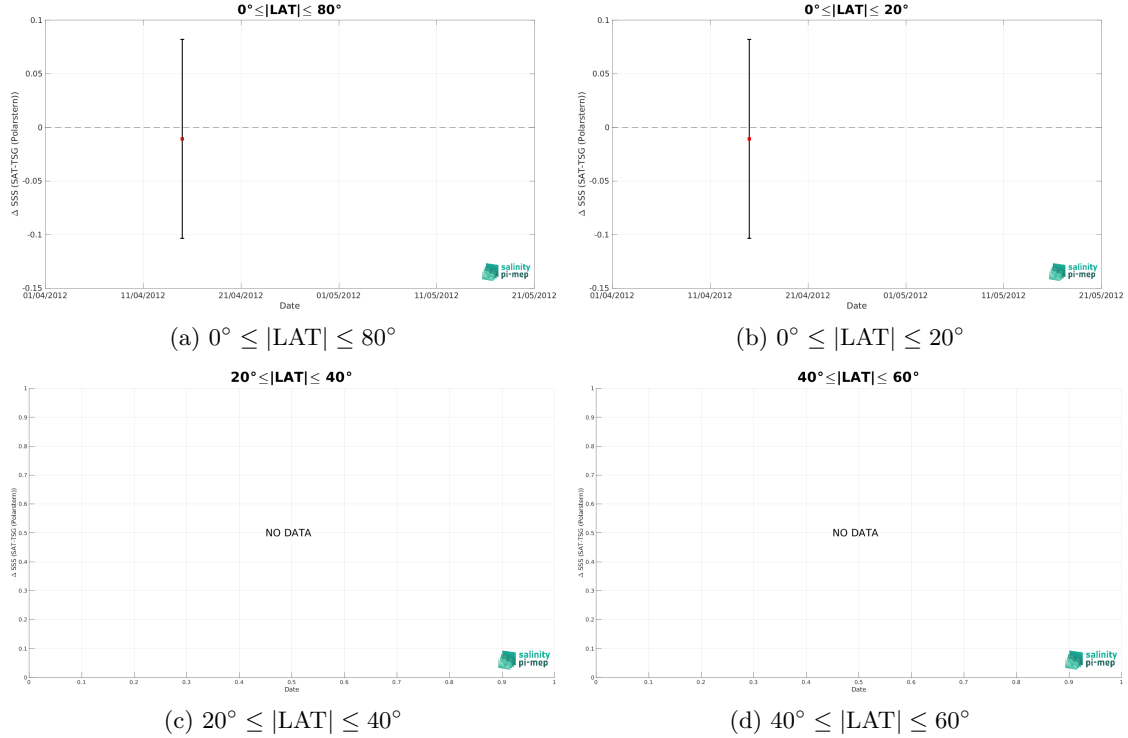 0°≤|LAT|≤ 80°
0.1
0.05
0
-0.05
-0.1
-0.15
Δ SSS (SAT-TSG (Polarstern))
01/04/2012 11/04/2012 21/04/2012 01/05/2012 11/05/2012 21/05/2012
Date
salinity
pi-mep
(a) 0° ≤ |LAT| ≤ 80°
0°≤|LAT|≤ 20°
0.1
0.05
0
-0.05
-0.1
-0.15
Δ SSS (SAT-TSG (Polarstern))
01/04/2012 11/04/2012 21/04/2012 01/05/2012 11/05/2012 21/05/2012
Date
salinity
pi-mep
(b) 0° ≤ |LAT| ≤ 20°
20°≤|LAT|≤ 40°
1
0.9
0.8
0.7
0.6
0.5
0.4
0.3
0.2
0.1
0
Δ SSS (SAT-TSG (Polarstern))
NO DATA
0 0.1 0.2 0.3 0.4 0.5 0.6 0.7 0.8 0.9 1
Date
salinity
pi-mep
(c) 20° ≤ |LAT| ≤ 40°
40°≤|LAT|≤ 60°
1
0.9
0.8
0.7
0.6
0.5
0.4
0.3
0.2
0.1
0
Δ SSS (SAT-TSG (Polarstern))
NO DATA
0 0.1 0.2 0.3 0.4 0.5 0.6 0.7 0.8 0.9 1
Date
salinity
pi-mep
(d) 40° ≤ |LAT| ≤ 60°